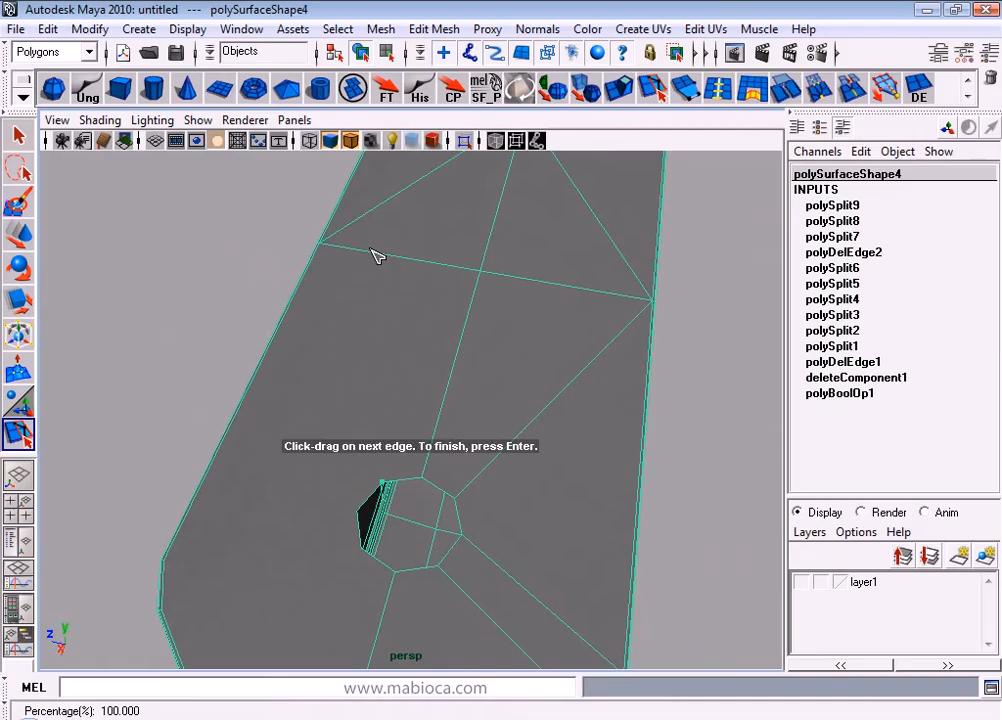 Autodesk Maya 2010: untitled --- polySurfaceShape4
File Edit Modify Create Display Window Assets Select Mesh Edit Mesh Proxy Normals Color Create UVs Edit UVs Muscle Help
Polygons Objects
Ung FT His CP mel SF_P DE
View Shading Lighting Show Renderer Panels
Channels Edit Object Show
polySurfaceShape4
INPUTS
polySplit9
polySplit8
polySplit7
polyDelEdge2
polySplit6
polySplit5
polySplit4
polySplit3
polySplit2
polySplit1
polyDelEdge1
deleteComponent1
polyBoolOp1
Click-drag on next edge. To finish, press Enter.
Display Render Anim
Layers Options Help
layer1
z y x
persp
<< >>
MEL www.mabioca.com
Percentage(%): 100.000